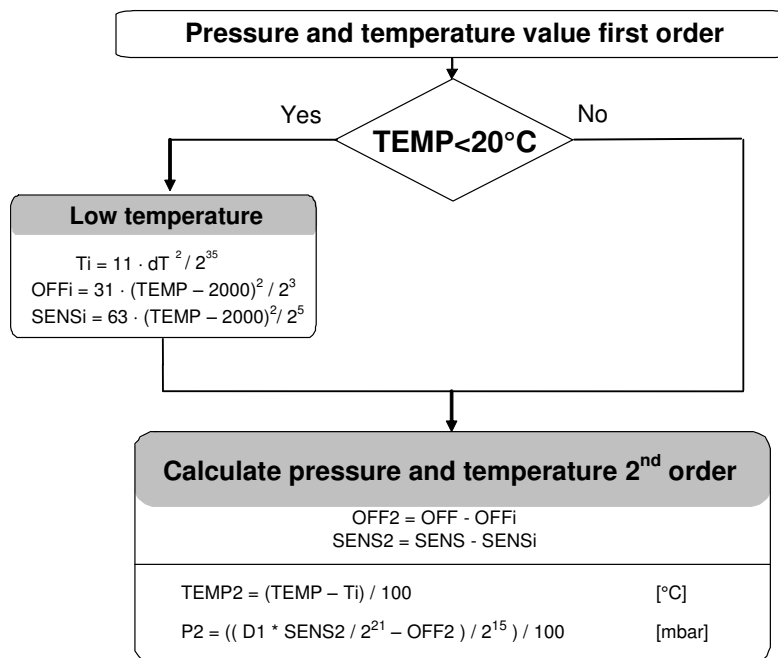 Pressure and temperature value first order
Yes
No
TEMP<20°C
Low temperature
Ti = 11 · dT ² / 2³⁵
OFFi = 31 · (TEMP – 2000)² / 2³
SENSi = 63 · (TEMP – 2000)² / 2⁵
Calculate pressure and temperature 2ⁿᵈ order
OFF2 = OFF - OFFi
SENS2 = SENS - SENSi
TEMP2 = (TEMP – Ti) / 100 [°C]
P2 = (( D1 * SENS2 / 2²¹ – OFF2 ) / 2¹⁵ ) / 100 [mbar]